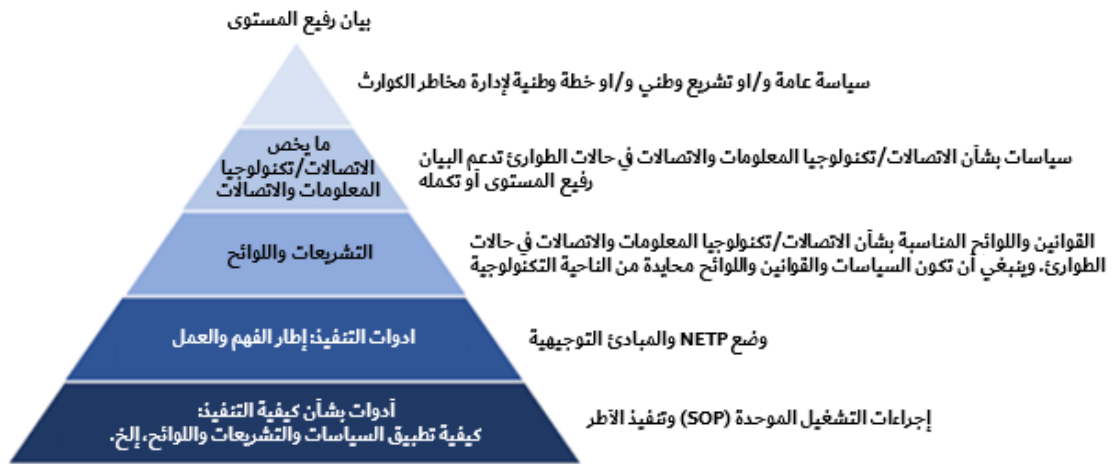 بيان رفيع المستوى
سياسة عامة و/او تشريع وطني و/او خطة وطنية لإدارة مخاطر الكوارث
ما يخص
الاتصالات/تكنولوجيا
المعلومات والاتصالات
سياسات بشأن الاتصالات/تكنولوجيا المعلومات والاتصالات في حالات الطوارئ تدعم البيان
رفيع المستوى أو تكمله
التشريعات واللوائح
القوانين واللوائح المناسبة بشأن الاتصالات/تكنولوجيا المعلومات والاتصالات في حالات
الطوارئ. وينبغي أن تكون السياسات والقوانين واللوائح محايدة من الناحية التكنولوجية
ادوات التنفيذ: إطار الفهم والعمل
وضع NETP والمبادئ التوجيهية
أدوات بشأن كيفية التنفيذ:
كيفية تطبيق السياسات والتشريعات واللوائح، إلخ.
إجراءات التشغيل الموحدة (SOP) وتنفيذ الأطر